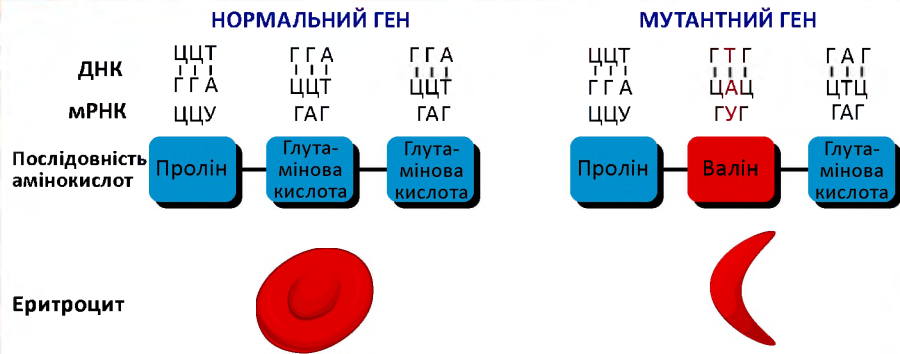 НОРМАЛЬНИЙ ГЕН МУТАНТНИЙ ГЕН
ДНК ЦЦТ ГГА ГГА ЦЦТ ГТГ ГАГ
ГГА ЦЦТ ЦЦТ ГГА ЦАЦ ЦТЦ
мРНК ЦЦУ ГАГ ГАГ ЦЦУ ГУГ ГАГ
Послідовність
амінокислот
Пролін
Глута-
мінова
кислота
Глута-
мінова
кислота
Пролін
Валін
Глута-
мінова
кислота
Еритроцит